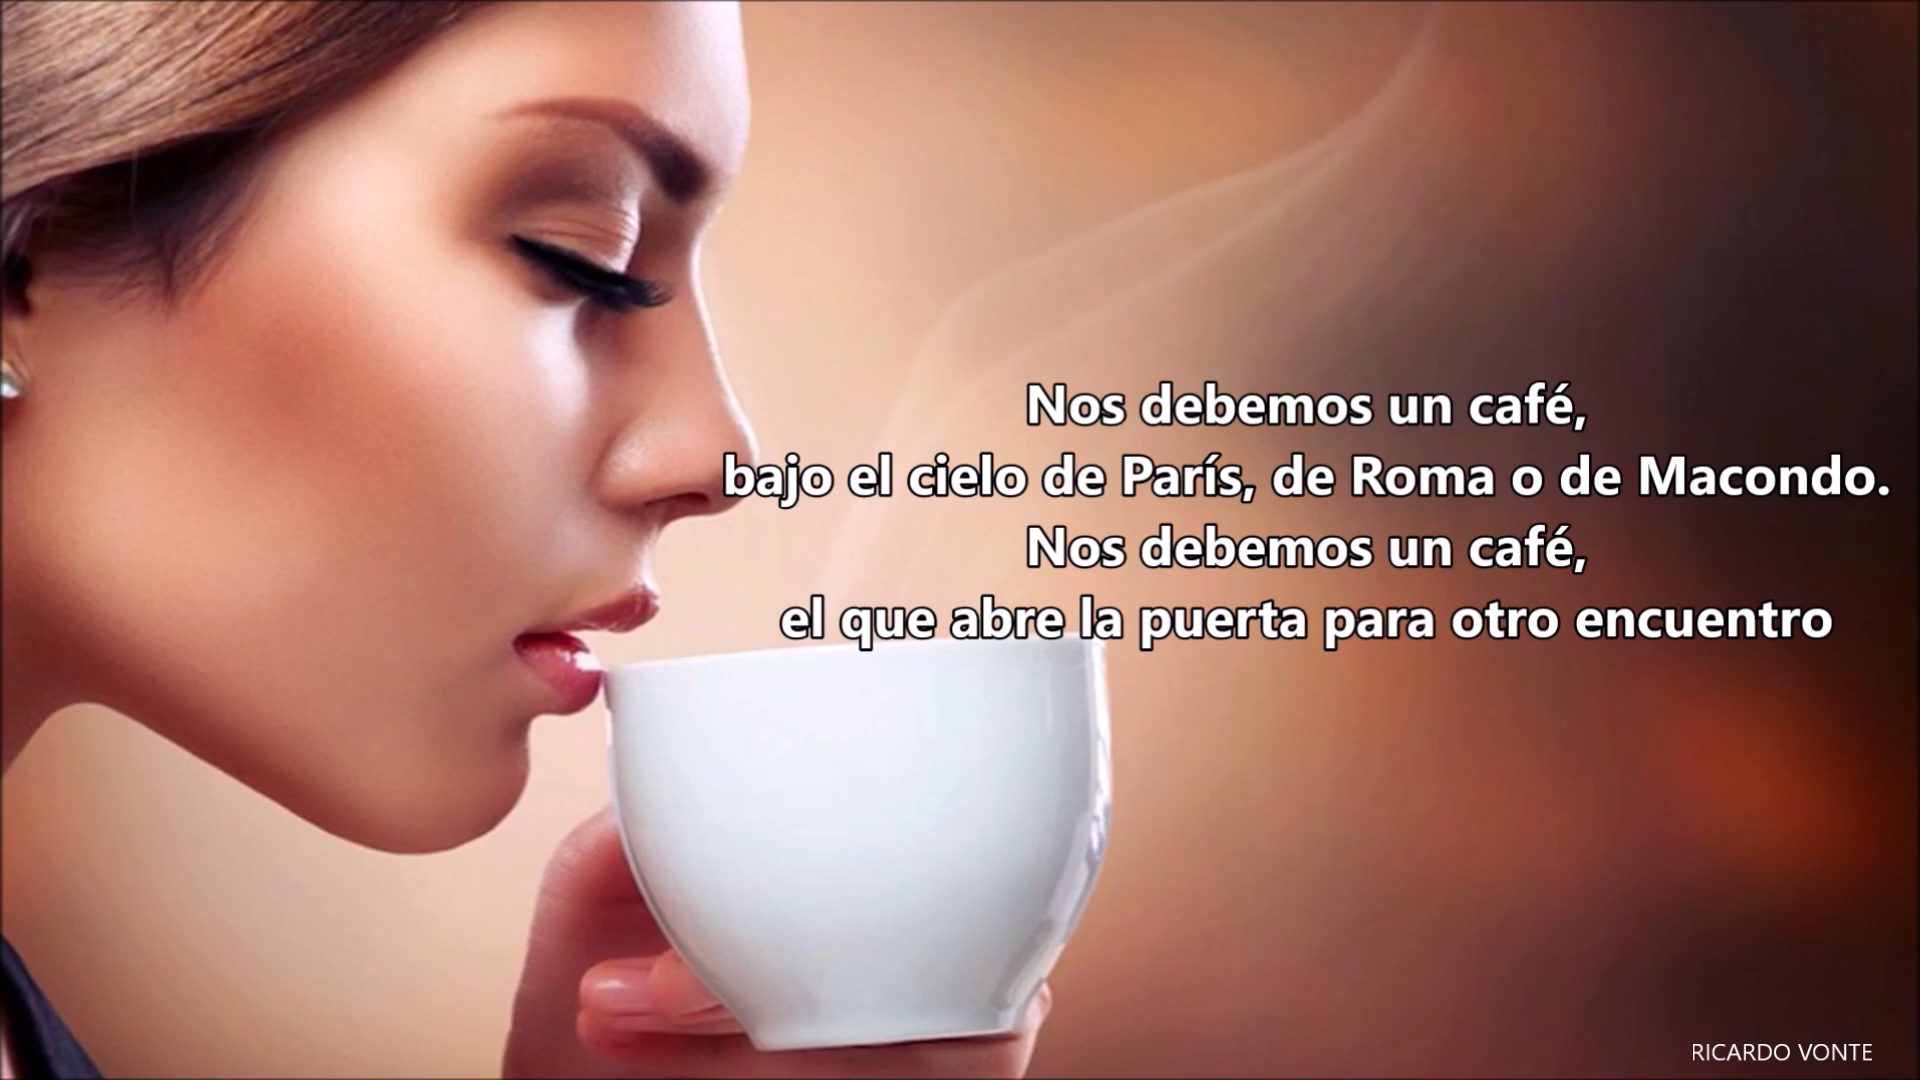 Nos debemos un café,
bajo el cielo de París, de Roma o de Macondo.
Nos debemos un café,
el que abre la puerta para otro encuentro
RICARDO VONTE